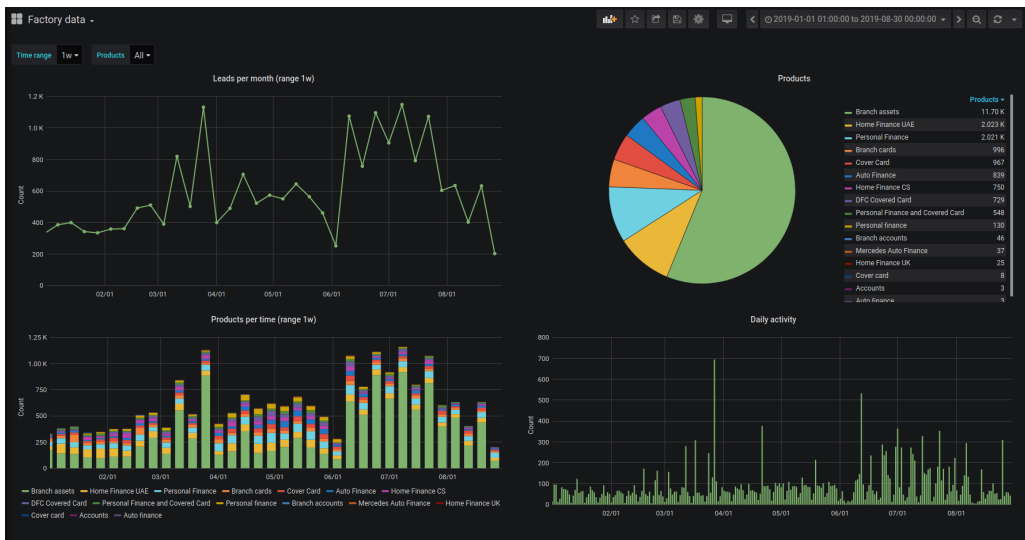 Factory data
2019-01-01 01:00:00 to 2019-08-30 00:00:00
Time range 1w Products All
Leads per month (range 1w)
1.2 K
1.0 K
800
600
400
200
0
Count
02/01 03/01 04/01 05/01 06/01 07/01 08/01
Products
Products
Branch assets 11.70 K
Home Finance UAE 2.023 K
Personal Finance 2.021 K
Branch cards 996
Cover Card 967
Auto Finance 839
Home Finance CS 750
DFC Covered Card 729
Personal Finance and Covered Card 548
Personal finance 130
Branch accounts 46
Mercedes Auto Finance 37
Home Finance UK 25
Cover card 8
Accounts 3
Auto finance 3
Products per time (range 1w)
1.25 K
1.00 K
750
500
250
0
Count
02/01 03/01 04/01 05/01 06/01 07/01 08/01
Branch assets Home Finance UAE Personal Finance Branch cards Cover Card Auto Finance Home Finance CS
DFC Covered Card Personal Finance and Covered Card Personal finance Branch accounts Mercedes Auto Finance Home Finance UK
Cover card Accounts Auto finance
Daily activity
800
700
600
500
400
300
200
100
0
Count
02/01 03/01 04/01 05/01 06/01 07/01 08/01